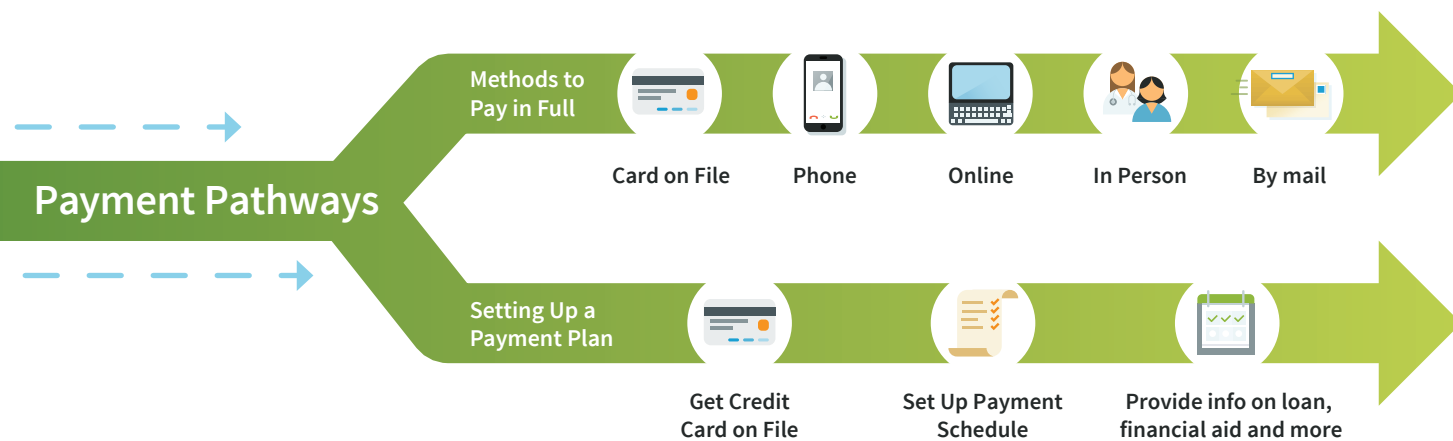 Payment Pathways
Methods to
Pay in Full
Card on File
Phone
Online
In Person
By mail
Setting Up a
Payment Plan
Get Credit
Card on File
Set Up Payment
Schedule
Provide info on loan,
financial aid and more